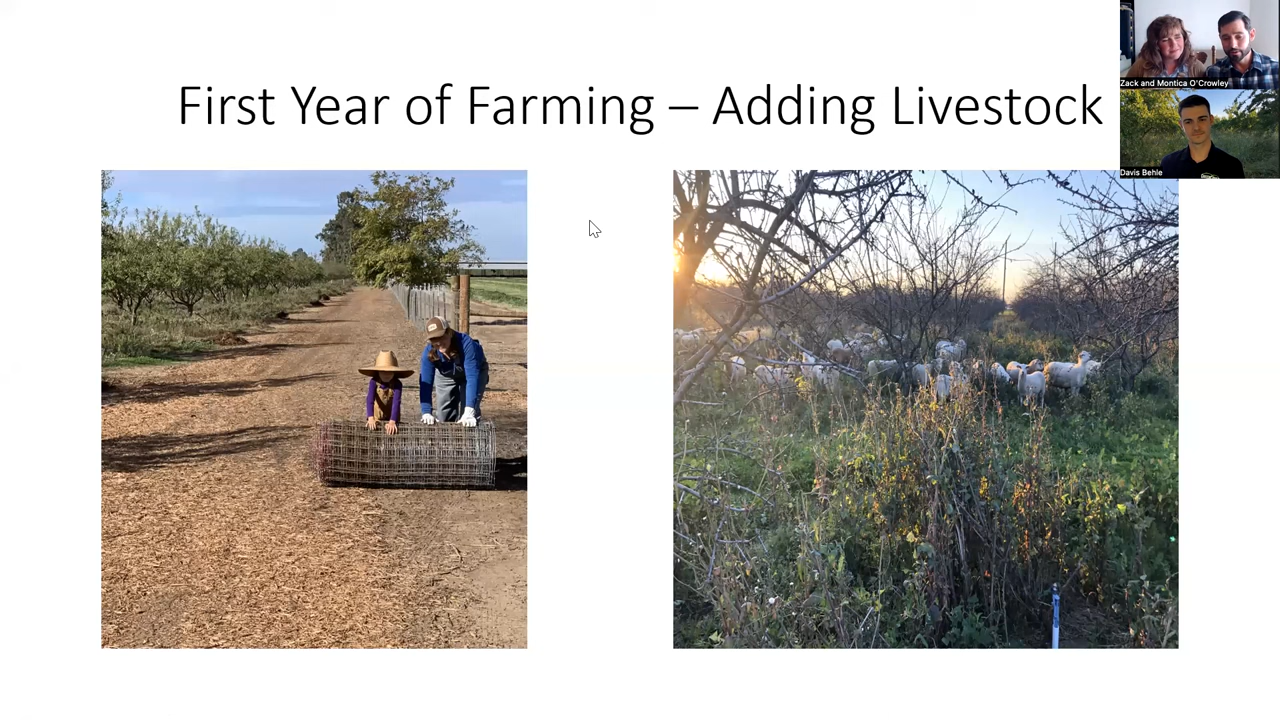 First Year of Farming – Adding Livestock
Zack and Montica O'Crowley
Davis Behle